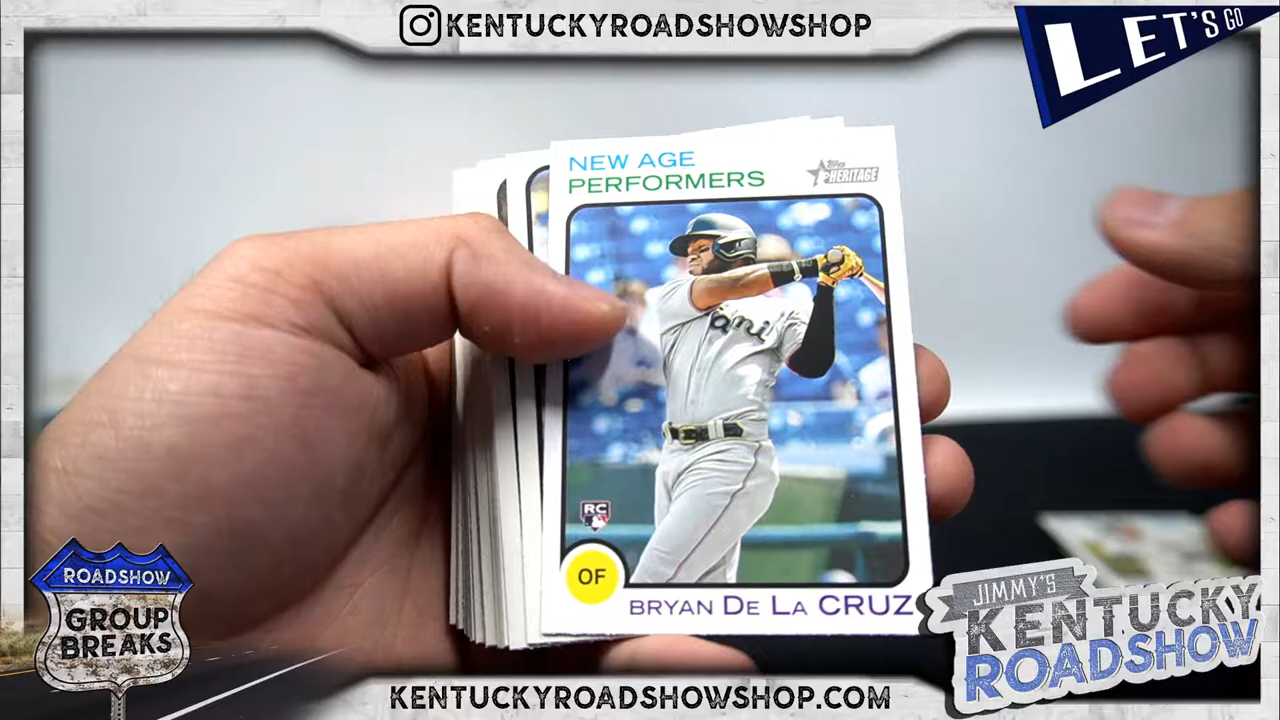 KENTUCKYROADSHOWSHOP
LET'S GO
NEW AGE
PERFORMERS
Topps
HERITAGE
RC
OF
BRYAN DE LA CRUZ
ROADSHOW
GROUP
BREAKS
JIMMY'S
KENTUCKY
ROADSHOW
KENTUCKYROADSHOWSHOP.COM